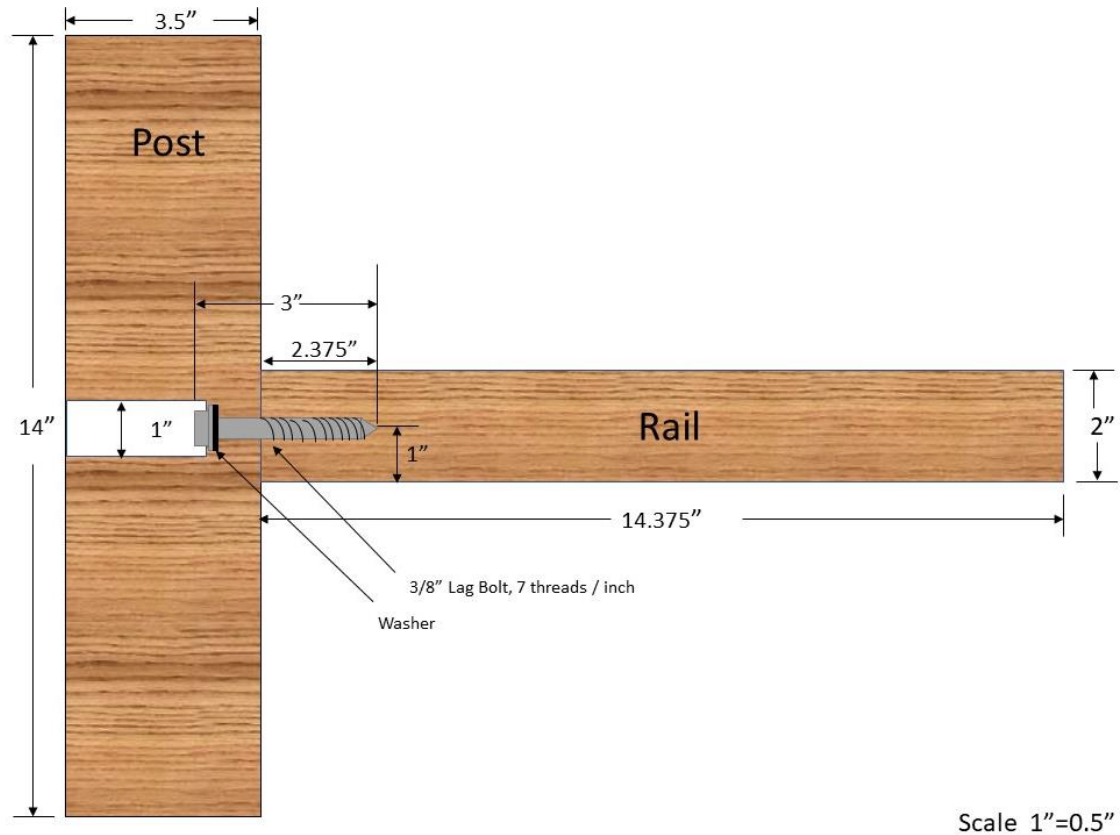 3.5”
Post
3”
2.375”
14”
1”
1”
Rail
2”
14.375”
3/8” Lag Bolt, 7 threads / inch
Washer
Scale 1”=0.5”